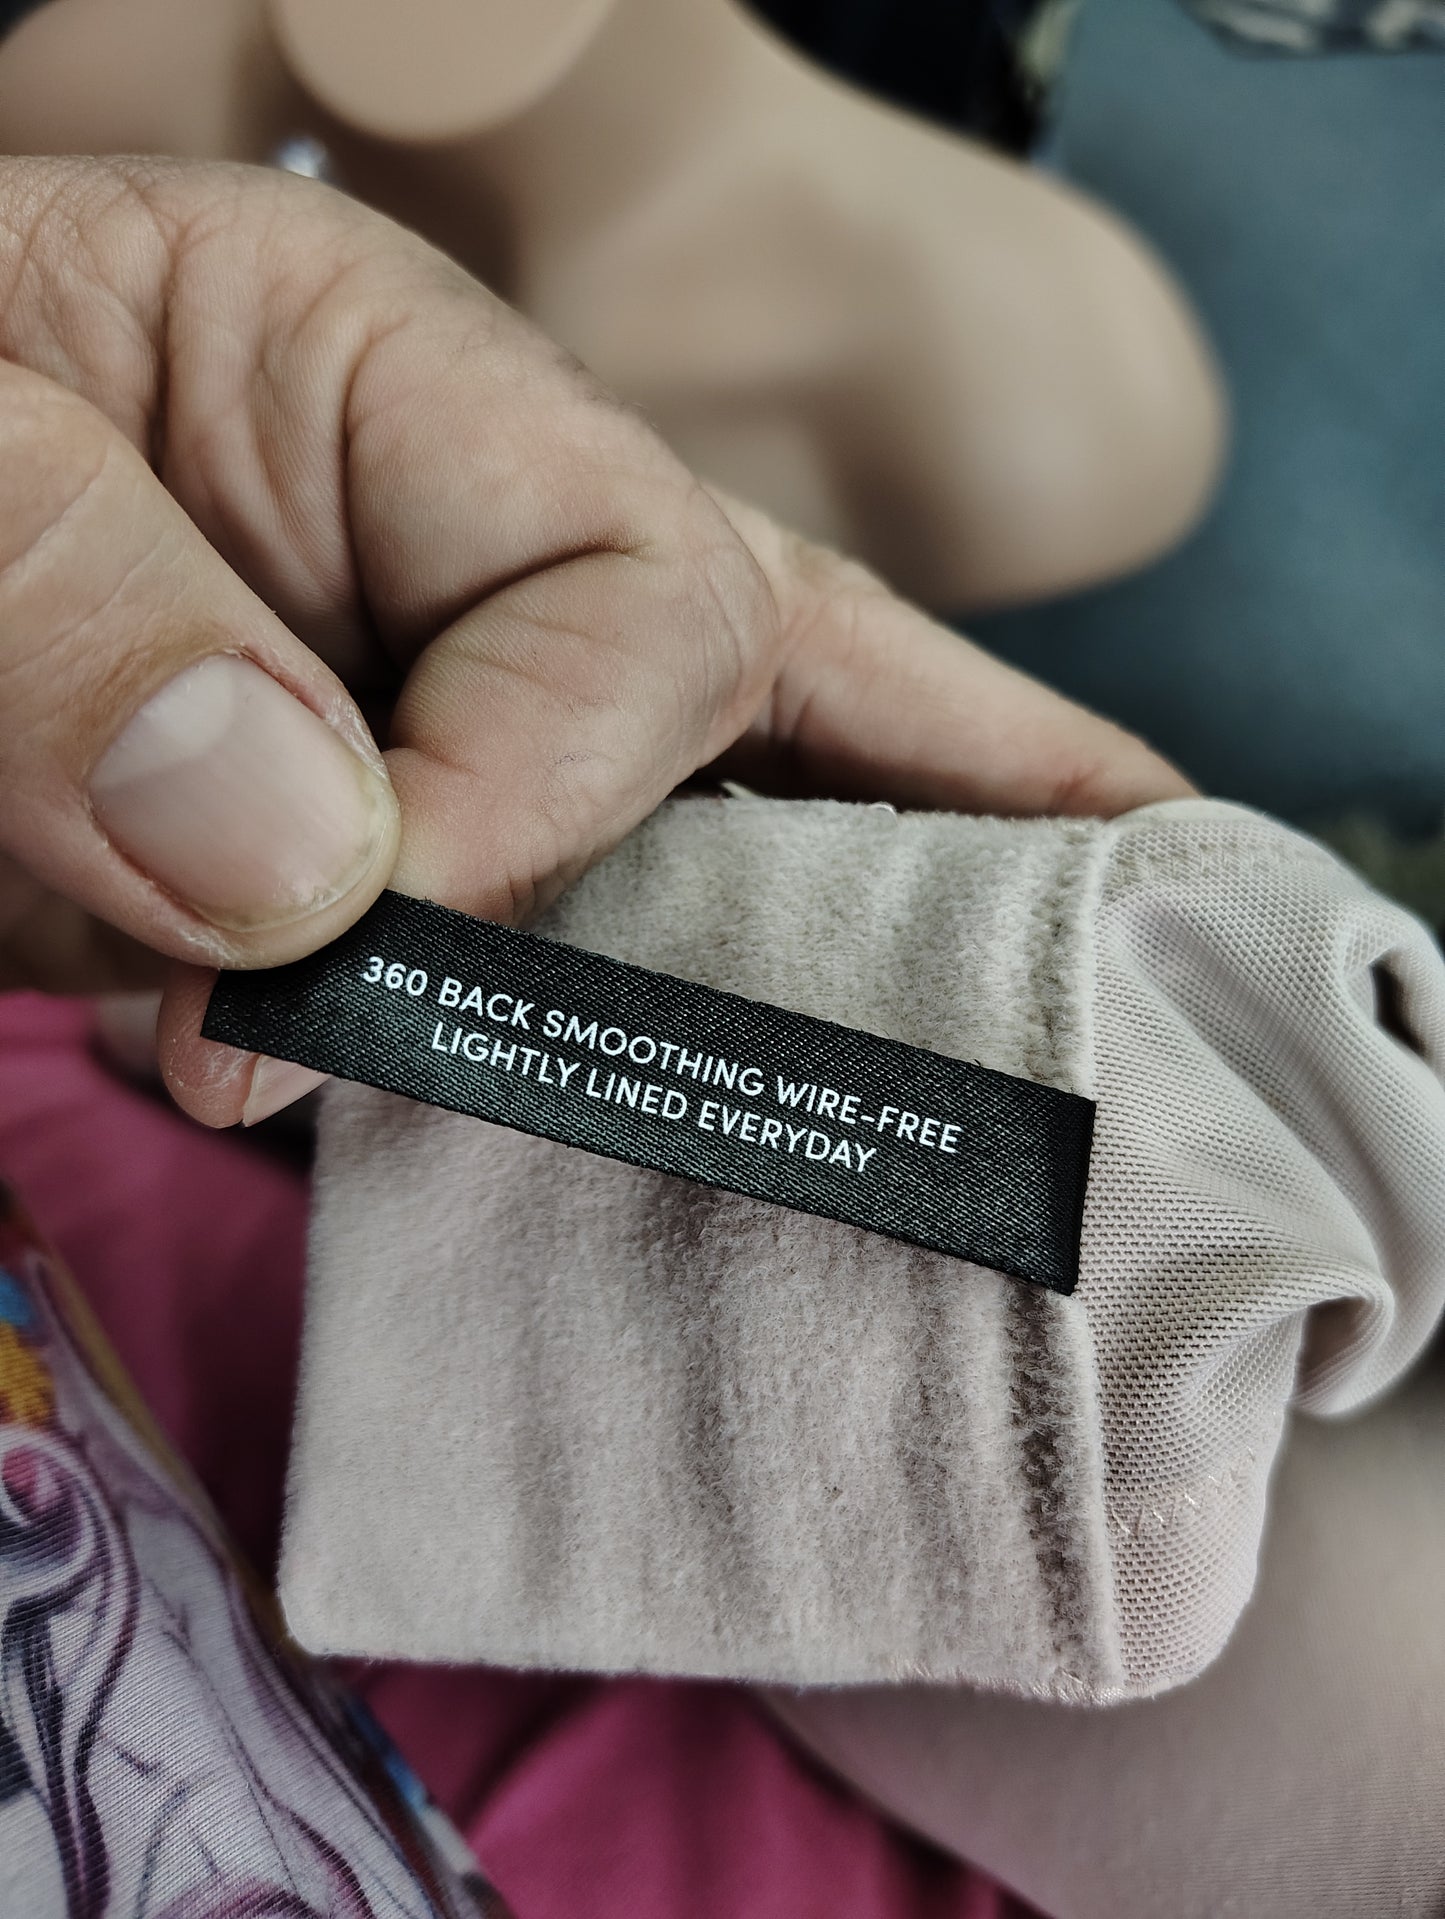 360 BACK SMOOTHING WIRE-FREE
LIGHTLY LINED EVERYDAY